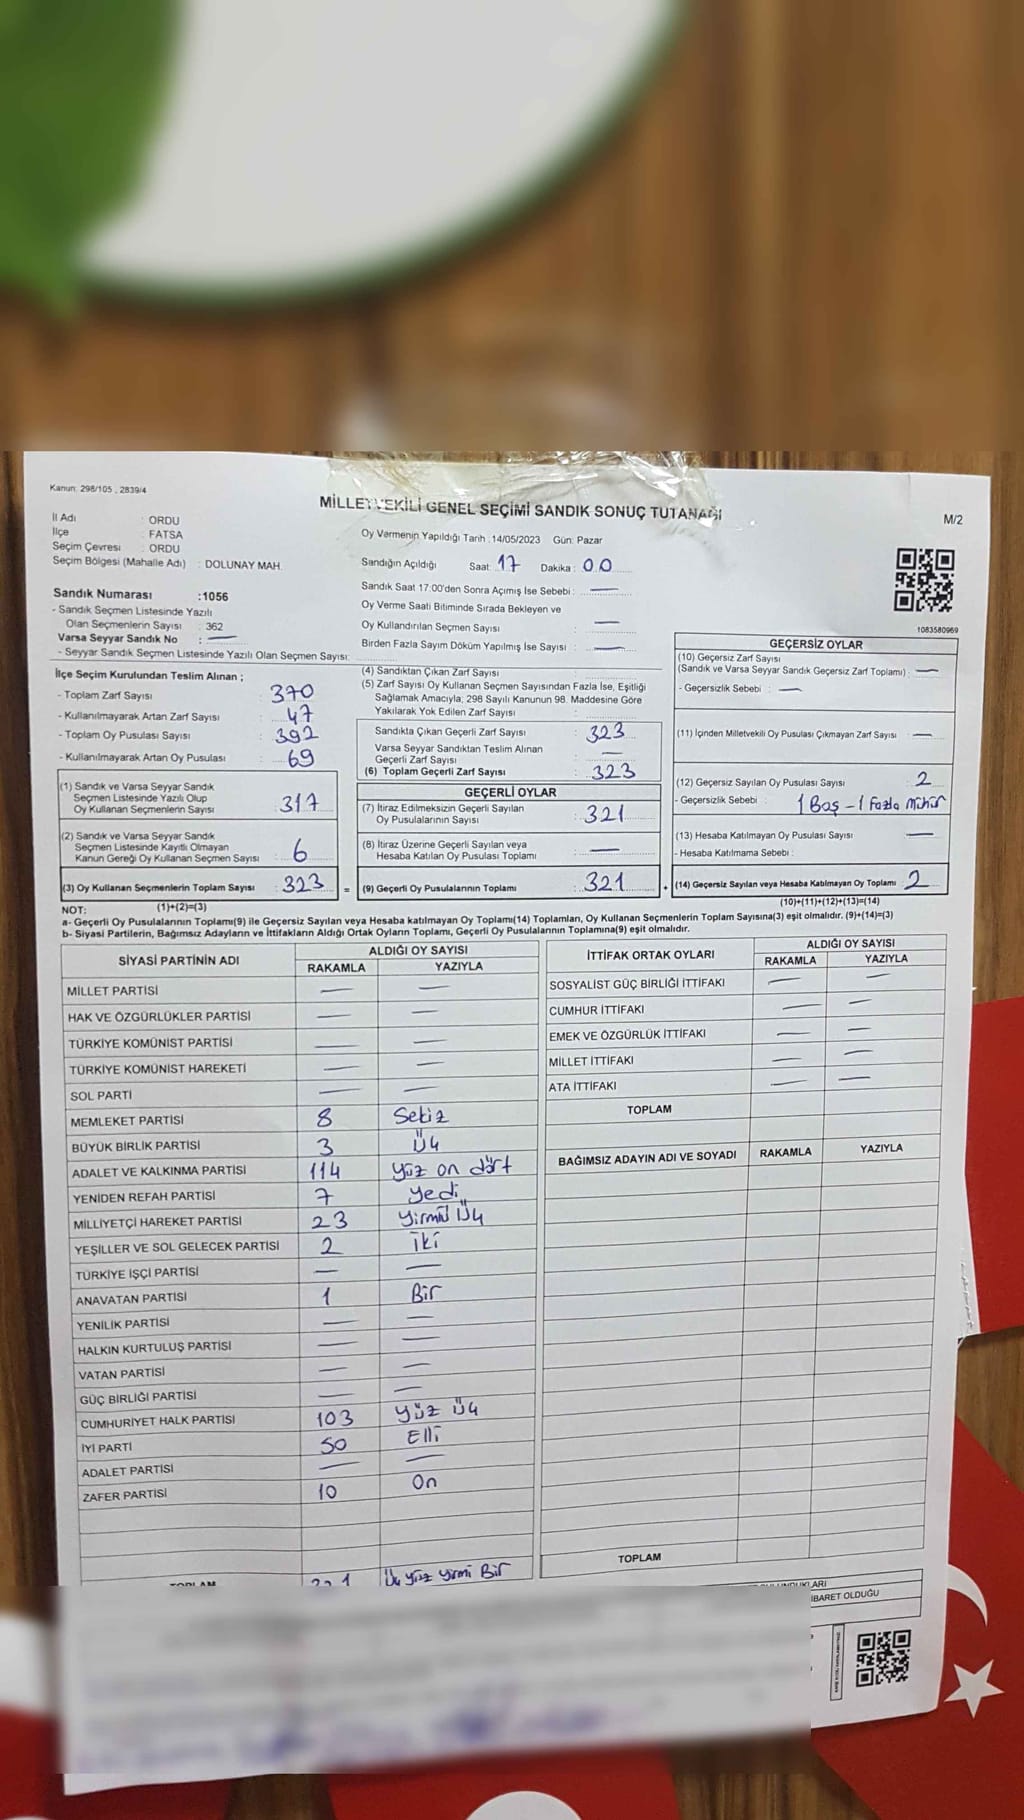 Kanun: 298/105 , 2839/4
MİLLETVEKİLİ GENEL SEÇİMİ SANDIK SONUÇ TUTANAĞI
M/2
İl Adı : ORDU
İlçe : FATSA
Seçim Çevresi : ORDU
Seçim Bölgesi (Mahalle Adı) : DOLUNAY MAH.
Sandık Numarası :1056
- Sandık Seçmen Listesinde Yazılı
Olan Seçmenlerin Sayısı : 362
Varsa Seyyar Sandık No : —
- Seyyar Sandık Seçmen Listesinde Yazılı Olan Seçmen Sayısı:
Oy Vermenin Yapıldığı Tarih :14/05/2023 Gün: Pazar
Sandığın Açıldığı Saat: 17 Dakika : 00
Sandık Saat 17:00'den Sonra Açımış İse Sebebi : —
Oy Verme Saati Bitiminde Sırada Bekleyen ve
Oy Kullandırılan Seçmen Sayısı : —
Birden Fazla Sayım Döküm Yapılmış İse Sayısı : —
1083580969
İlçe Seçim Kurulundan Teslim Alınan ;
- Toplam Zarf Sayısı : 370
- Kullanılmayarak Artan Zarf Sayısı : 47
- Toplam Oy Pusulası Sayısı : 392
- Kullanılmayarak Artan Oy Pusulası : 69
(1) Sandık ve Varsa Seyyar Sandık
Seçmen Listesinde Yazılı Olup
Oy Kullanan Seçmenlerin Sayısı : 317
(2) Sandık ve Varsa Seyyar Sandık
Seçmen Listesinde Kayıtlı Olmayan
Kanun Gereği Oy Kullanan Seçmen Sayısı : 6
(3) Oy Kullanan Seçmenlerin Toplam Sayısı : 323 =
(1)+(2)=(3)
(4) Sandıktan Çıkan Zarf Sayısı :
(5) Zarf Sayısı Oy Kullanan Seçmen Sayısından Fazla İse, Eşitliği
Sağlamak Amacıyla, 298 Sayılı Kanunun 98. Maddesine Göre
Yakılarak Yok Edilen Zarf Sayısı :
Sandıkta Çıkan Geçerli Zarf Sayısı : 323
Varsa Seyyar Sandıktan Teslim Alınan
Geçerli Zarf Sayısı : —
(6) Toplam Geçerli Zarf Sayısı : 323
GEÇERLİ OYLAR
(7) İtiraz Edilmeksizin Geçerli Sayılan
Oy Pusulalarının Sayısı : 321
(8) İtiraz Üzerine Geçerli Sayılan veya
Hesaba Katılan Oy Pusulası Toplamı : —
(9) Geçerli Oy Pusulalarının Toplamı : 321 +
GEÇERSİZ OYLAR
(10) Geçersiz Zarf Sayısı
(Sandık ve Varsa Seyyar Sandık Geçersiz Zarf Toplamı) : —
- Geçersizlik Sebebi : —
(11) İçinden Milletvekili Oy Pusulası Çıkmayan Zarf Sayısı : —
(12) Geçersiz Sayılan Oy Pusulası Sayısı : 2
- Geçersizlik Sebebi : 1 Boş - 1 Fazla Mühür
(13) Hesaba Katılmayan Oy Pusulası Sayısı : —
- Hesaba Katılmama Sebebi :
(14) Geçersiz Sayılan veya Hesaba Katılmayan Oy Toplamı : 2
(10)+(11)+(12)+(13)=(14)
NOT:
a- Geçerli Oy Pusulalarının Toplamı(9) ile Geçersiz Sayılan veya Hesaba katılmayan Oy Toplamı(14) Toplamları, Oy Kullanan Seçmenlerin Toplam Sayısına(3) eşit olmalıdır. (9)+(14)=(3)
b- Siyasi Partilerin, Bağımsız Adayların ve İttifakların Aldığı Ortak Oyların Toplamı, Geçerli Oy Pusulalarının Toplamına(9) eşit olmalıdır.
SİYASİ PARTİNİN ADI ALDIĞI OY SAYISI
RAKAMLA YAZIYLA
MİLLET PARTİSİ — —
HAK VE ÖZGÜRLÜKLER PARTİSİ — —
TÜRKİYE KOMÜNİST PARTİSİ — —
TÜRKİYE KOMÜNİST HAREKETİ — —
SOL PARTİ — —
MEMLEKET PARTİSİ 8 Sekiz
BÜYÜK BİRLİK PARTİSİ 3 Üç
ADALET VE KALKINMA PARTİSİ 114 Yüz on dört
YENİDEN REFAH PARTİSİ 7 Yedi
MİLLİYETÇİ HAREKET PARTİSİ 23 Yirmi Üç
YEŞİLLER VE SOL GELECEK PARTİSİ 2 İki
TÜRKİYE İŞÇİ PARTİSİ — —
ANAVATAN PARTİSİ 1 Bir
YENİLİK PARTİSİ — —
HALKIN KURTULUŞ PARTİSİ — —
VATAN PARTİSİ — —
GÜÇ BİRLİĞİ PARTİSİ — —
CUMHURİYET HALK PARTİSİ 103 Yüz Üç
İYİ PARTİ 50 Elli
ADALET PARTİSİ — —
ZAFER PARTİSİ 10 On
TOPLAM 321 Üç yüz yirmi Bir
İTTİFAK ORTAK OYLARI ALDIĞI OY SAYISI
RAKAMLA YAZIYLA
SOSYALİST GÜÇ BİRLİĞİ İTTİFAKI — —
CUMHUR İTTİFAKI — —
EMEK VE ÖZGÜRLÜK İTTİFAKI — —
MİLLET İTTİFAKI — —
ATA İTTİFAKI — —
TOPLAM
BAĞIMSIZ ADAYIN ADI VE SOYADI RAKAMLA YAZIYLA
TOPLAM
İBARET OLDUĞU